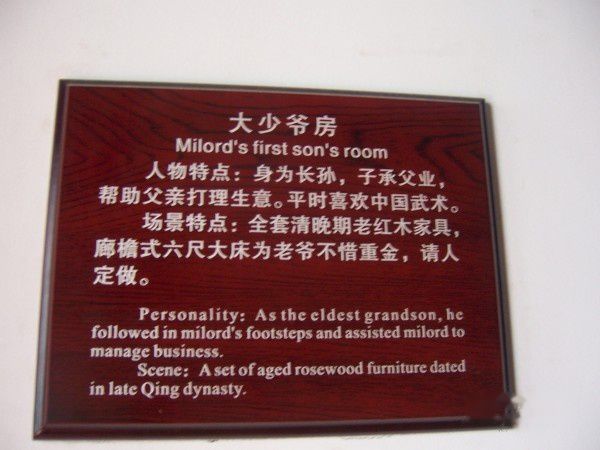 大少爷房
Milord's first son's room
人物特点：身为长孙，子承父业，
帮助父亲打理生意。平时喜欢中国武术。
场景特点：全套清晚期老红木家具，
廊檐式六尺大床为老爷不惜重金，请人
定做。
Personality: As the eldest grandson, he
followed in milord's footsteps and assisted milord to
manage business.
Scene: A set of aged rosewood furniture dated
in late Qing dynasty.